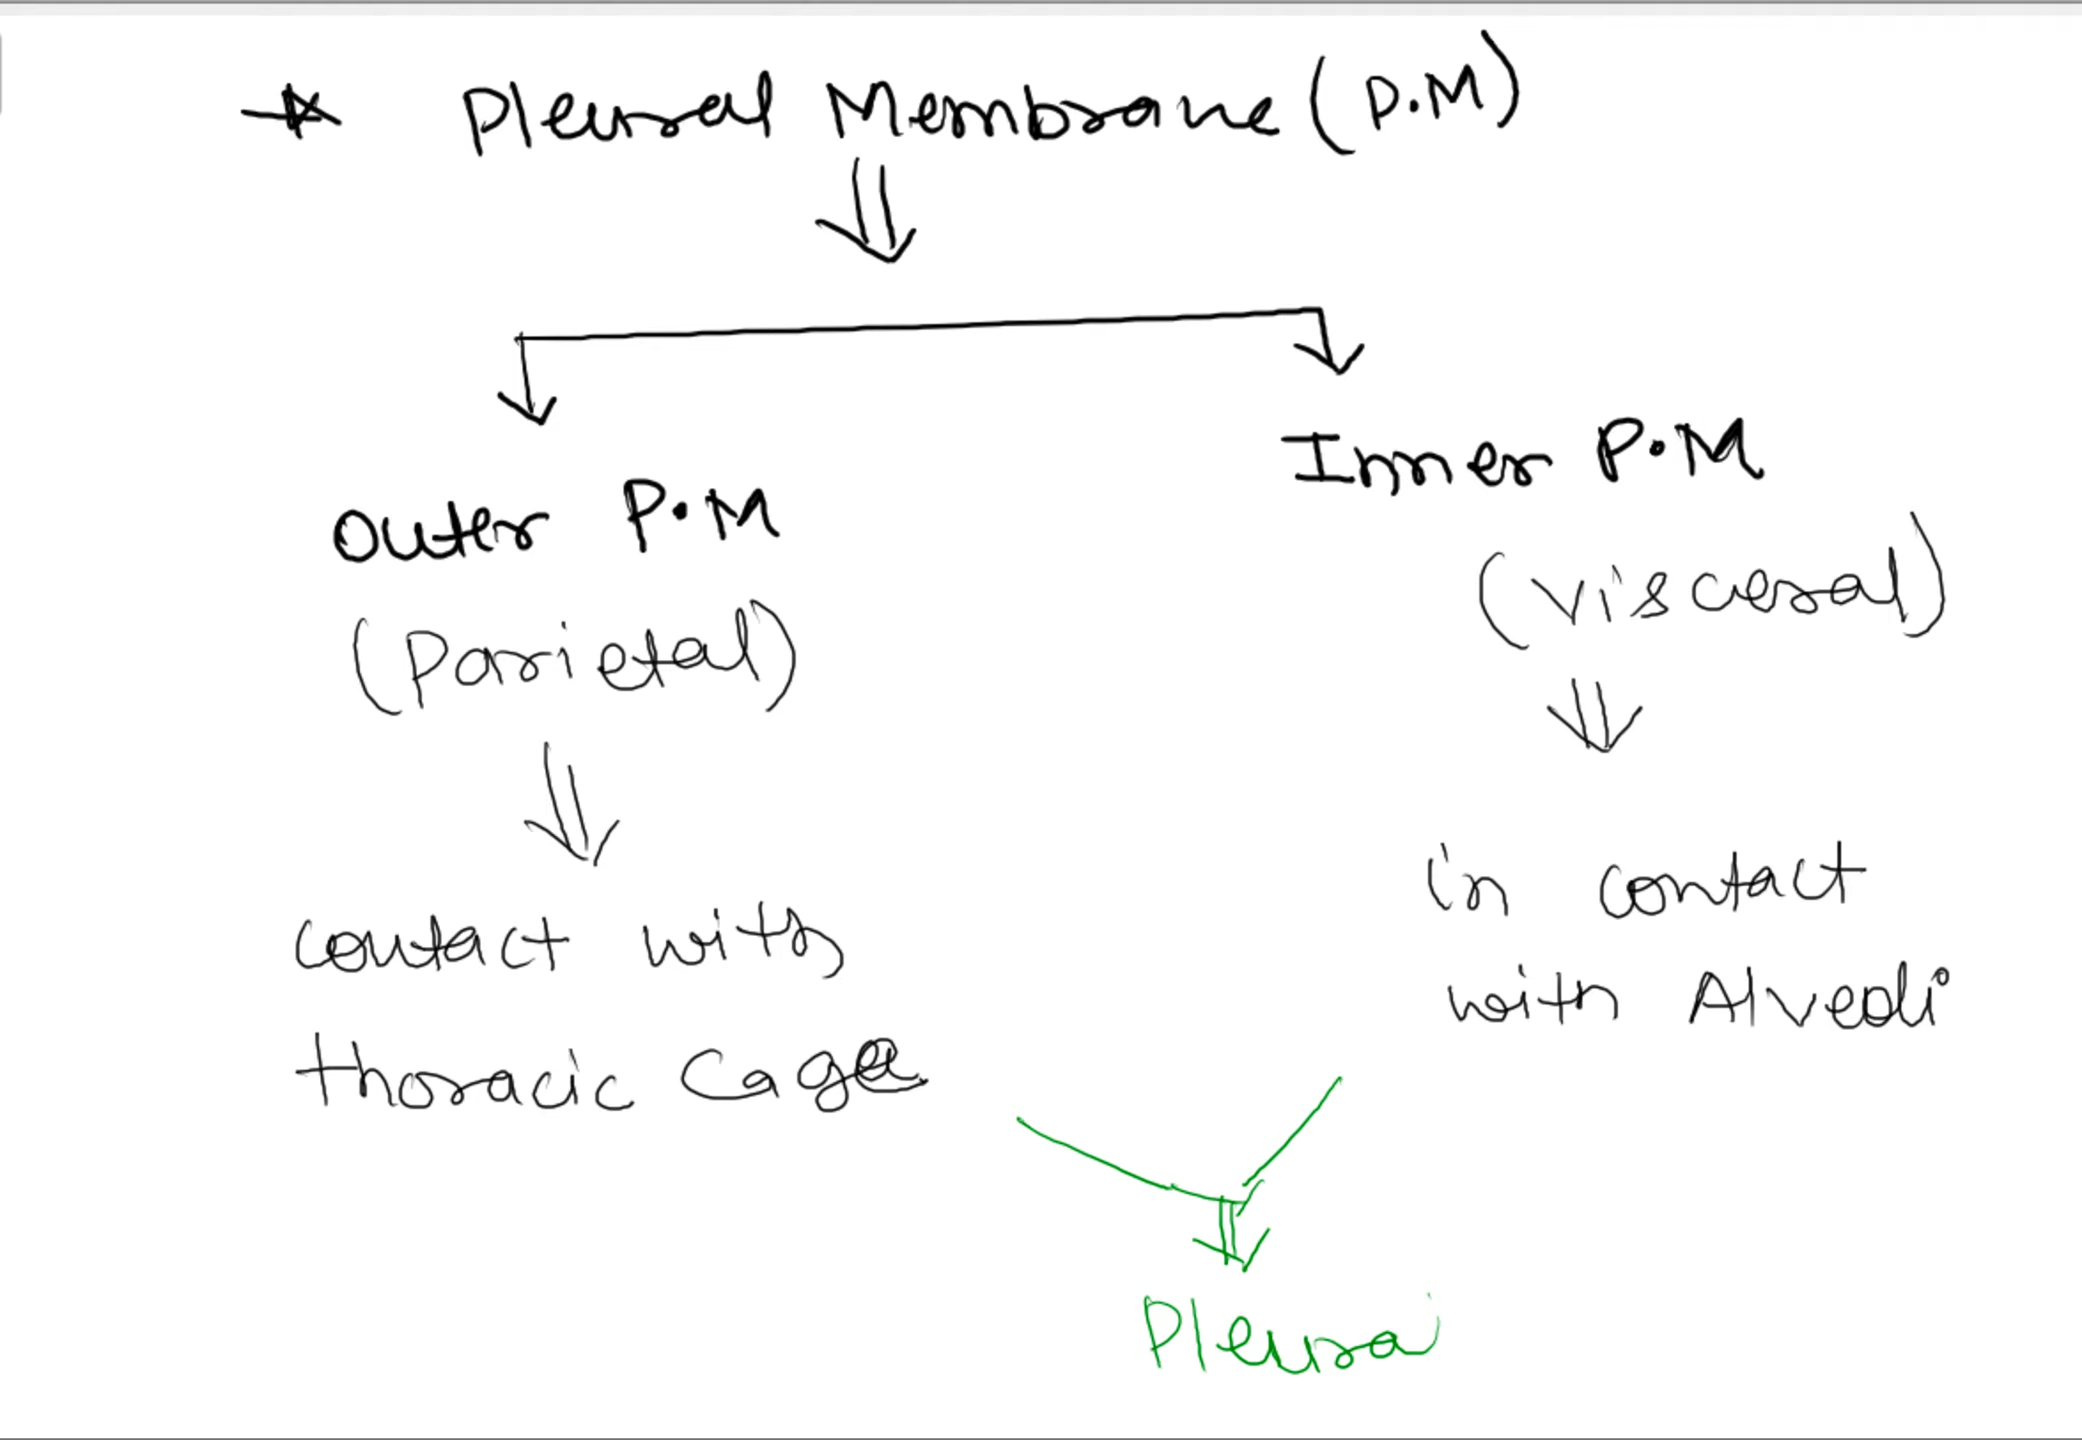 * Pleural Membrane (P.M)
Outer P.M
(Parietal)
contact with
thoracic Cage
Inner P.M
(visceral)
in contact
with Alveoli
Pleura